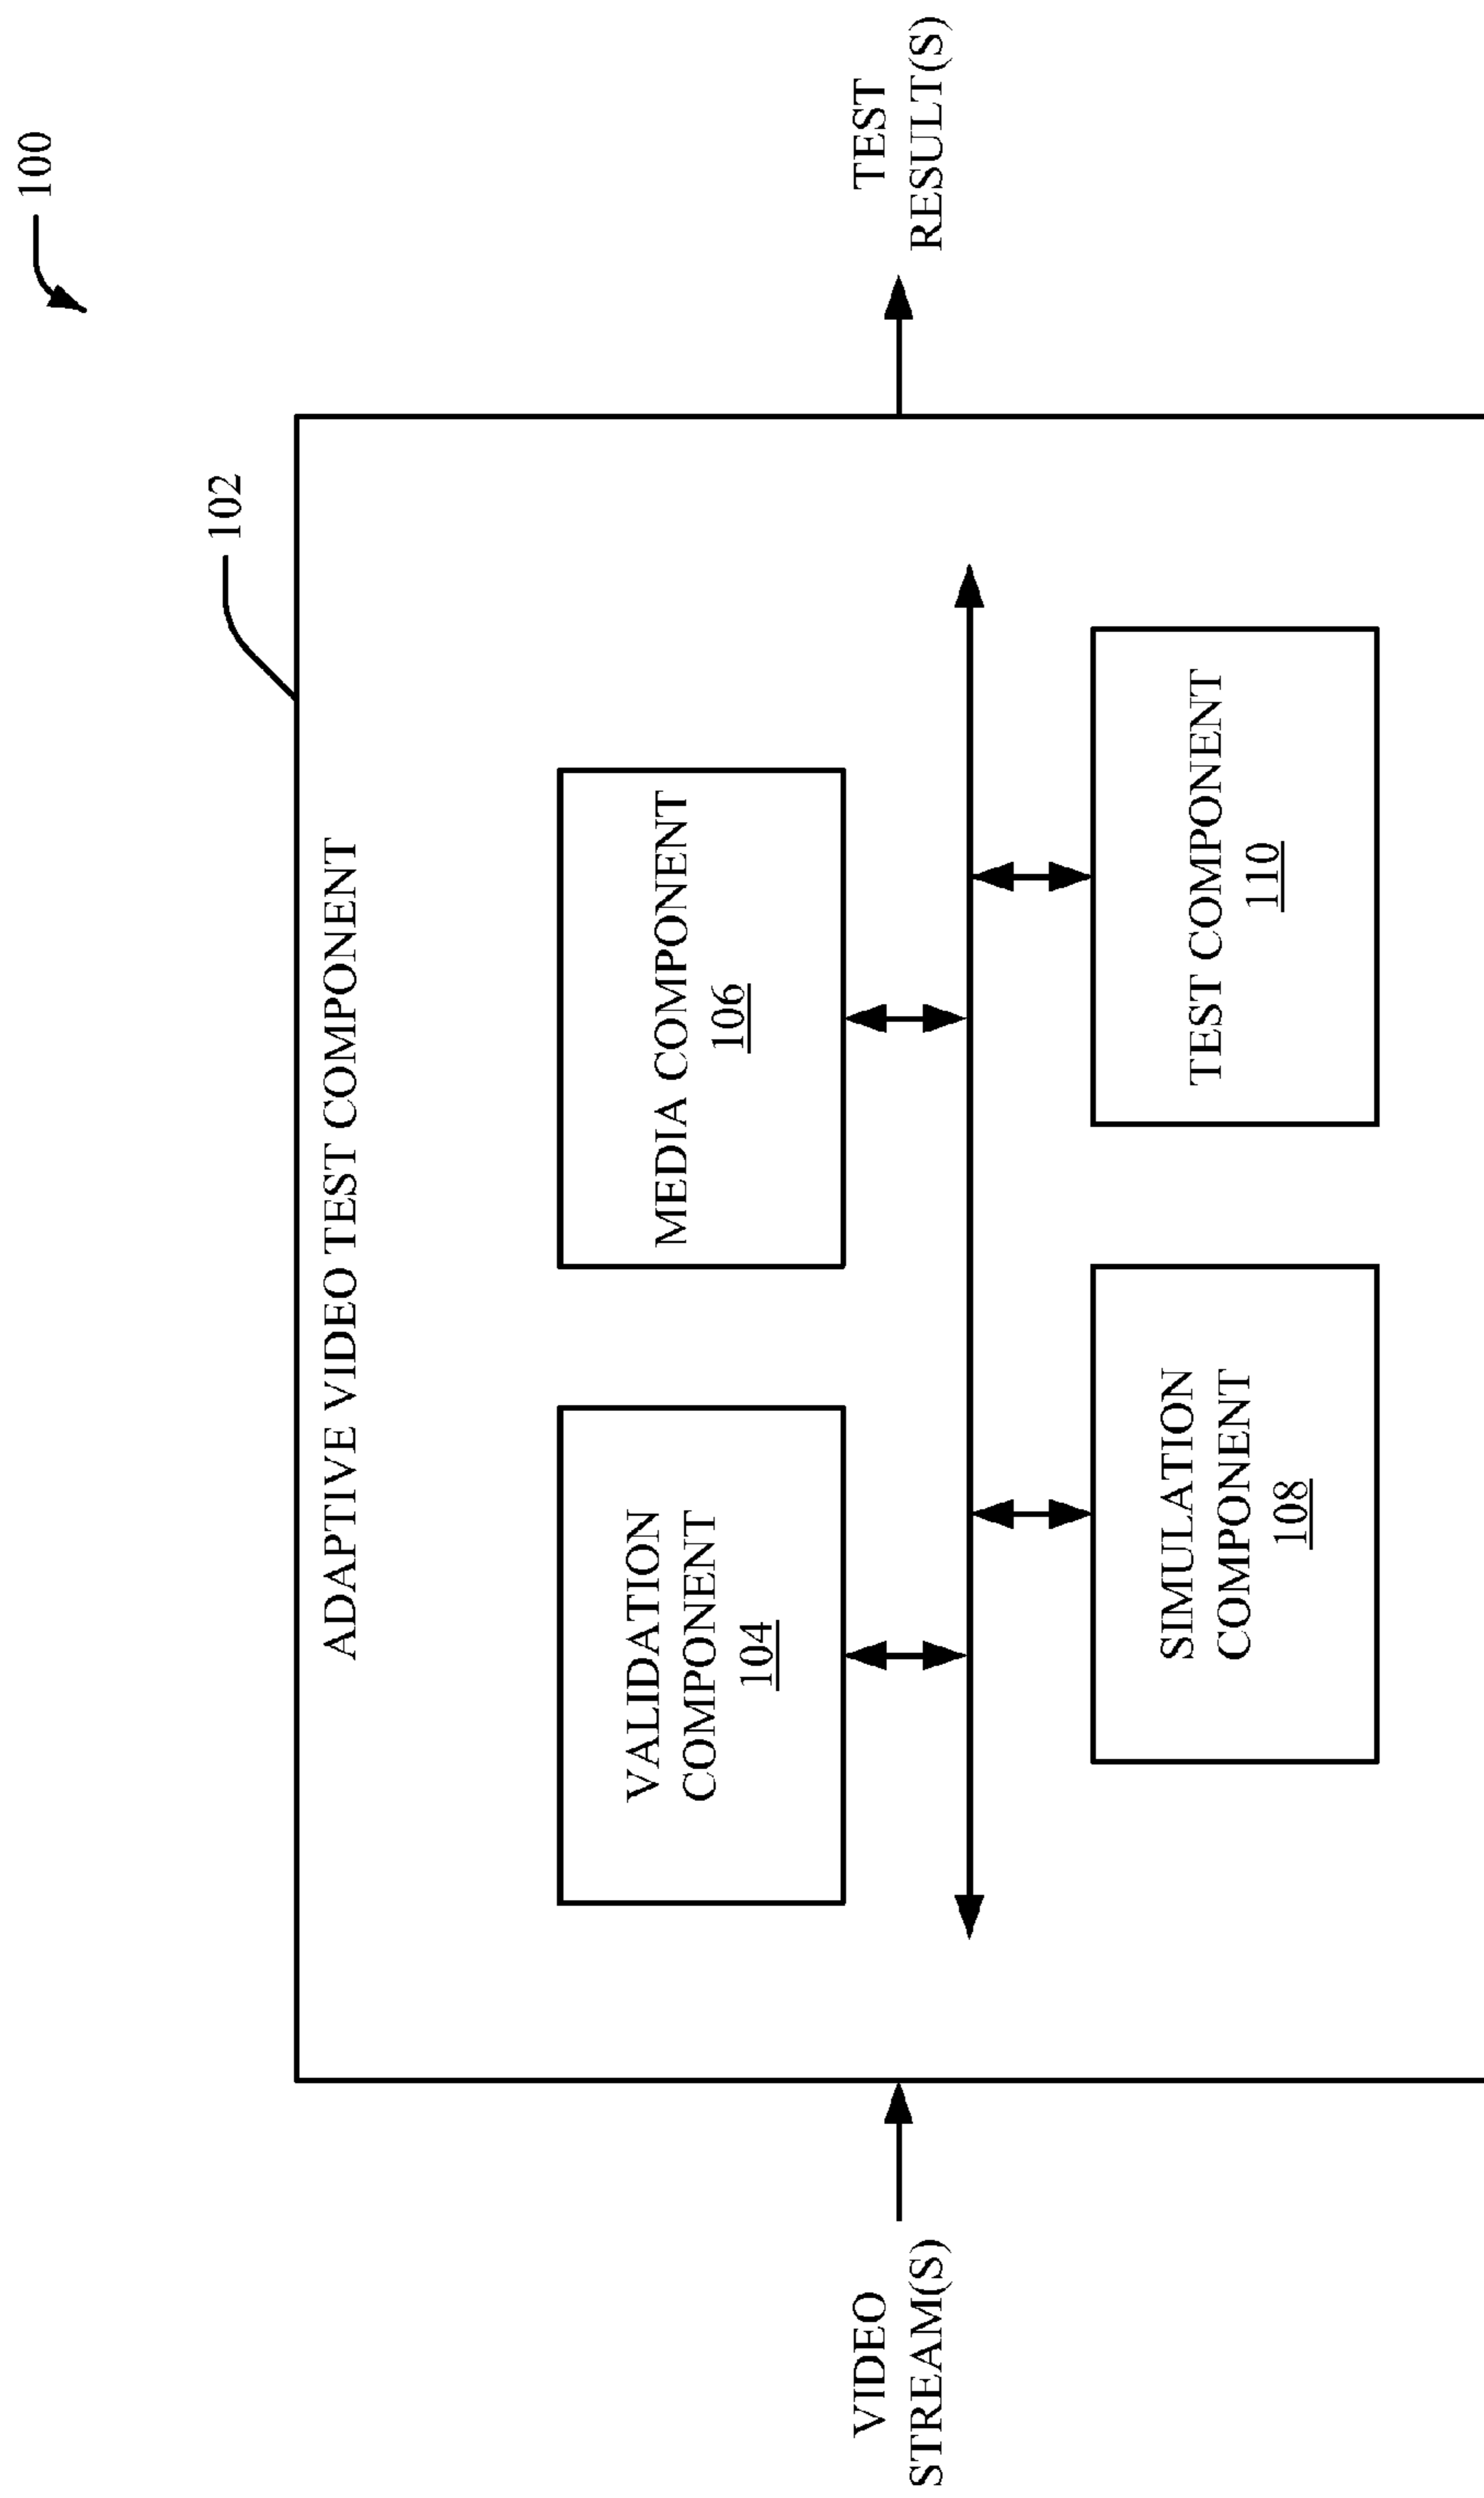 100
102
ADAPTIVE VIDEO TEST COMPONENT
VALIDATION
COMPONENT
104
MEDIA COMPONENT
106
VIDEO
STREAM(S)
TEST
RESULT(S)
SIMULATION
COMPONENT
108
TEST COMPONENT
110